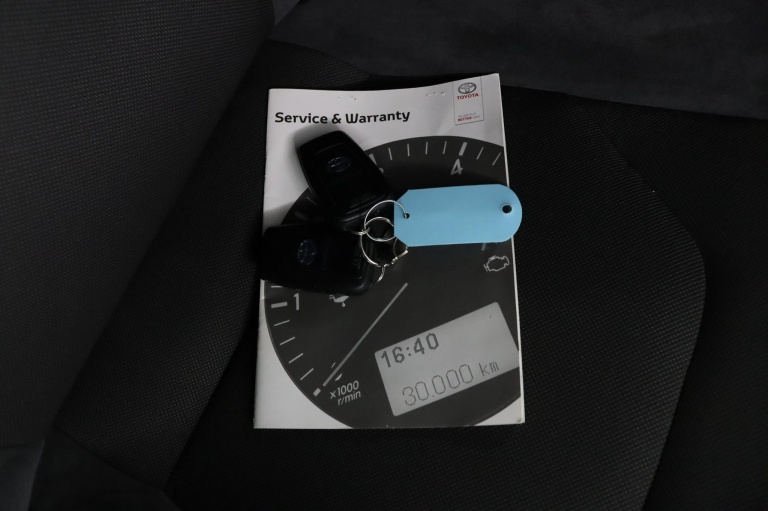 TOYOTA
Service & Warranty
4
1
16:40
30.000 km
x1000
r/min